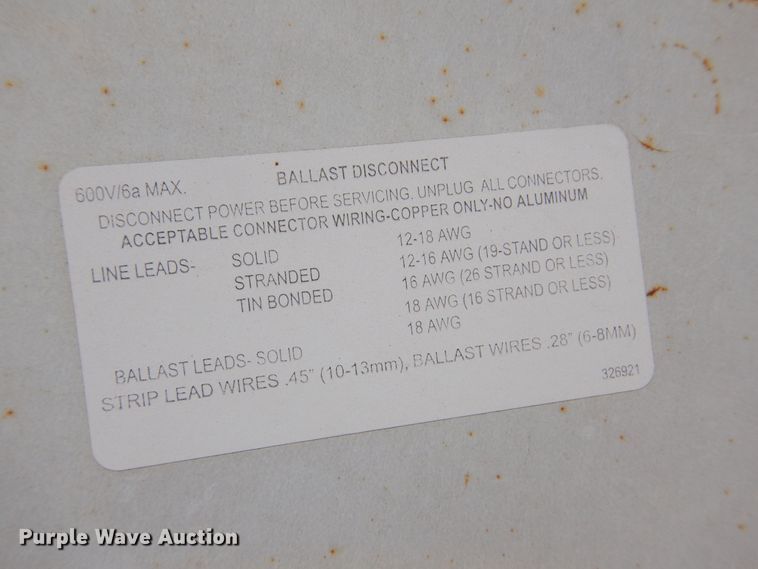 600V/6a MAX. BALLAST DISCONNECT
DISCONNECT POWER BEFORE SERVICING. UNPLUG ALL CONNECTORS.
ACCEPTABLE CONNECTOR WIRING-COPPER ONLY-NO ALUMINUM
LINE LEADS- SOLID 12-18 AWG
STRANDED 12-16 AWG (19-STAND OR LESS)
TIN BONDED 16 AWG (26 STRAND OR LESS)
18 AWG (16 STRAND OR LESS)
18 AWG
BALLAST LEADS- SOLID
STRIP LEAD WIRES .45" (10-13mm), BALLAST WIRES .28" (6-8MM)
326921
Purple Wave Auction